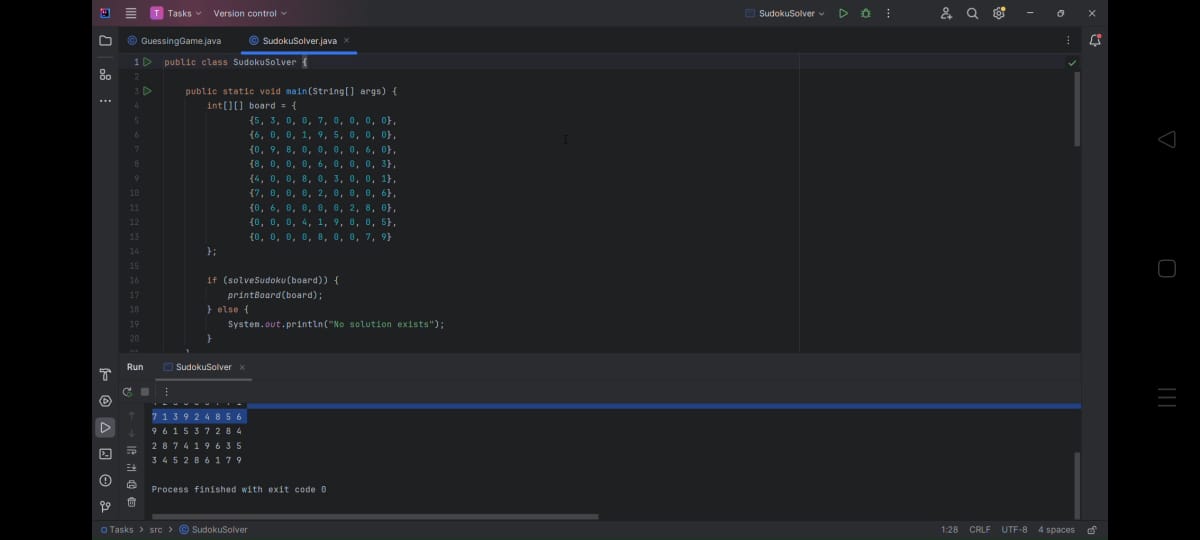 T Tasks Version control SudokuSolver
GuessingGame.java SudokuSolver.java
1 public class SudokuSolver {
2
3 public static void main(String[] args) {
4 int[][] board = {
5 {5, 3, 0, 0, 7, 0, 0, 0, 0},
6 {6, 0, 0, 1, 9, 5, 0, 0, 0},
7 {0, 9, 8, 0, 0, 0, 0, 6, 0},
8 {8, 0, 0, 0, 6, 0, 0, 0, 3},
9 {4, 0, 0, 8, 0, 3, 0, 0, 1},
10 {7, 0, 0, 0, 2, 0, 0, 0, 6},
11 {0, 6, 0, 0, 0, 0, 2, 8, 0},
12 {0, 0, 0, 4, 1, 9, 0, 0, 5},
13 {0, 0, 0, 0, 8, 0, 0, 7, 9}
14 };
15
16 if (solveSudoku(board)) {
17 printBoard(board);
18 } else {
19 System.out.println("No solution exists");
20 }
Run SudokuSolver
7 1 3 9 2 4 8 5 6
9 6 1 5 3 7 2 8 4
2 8 7 4 1 9 6 3 5
3 4 5 2 8 6 1 7 9
Process finished with exit code 0
Tasks > src > SudokuSolver 1:28 CRLF UTF-8 4 spaces